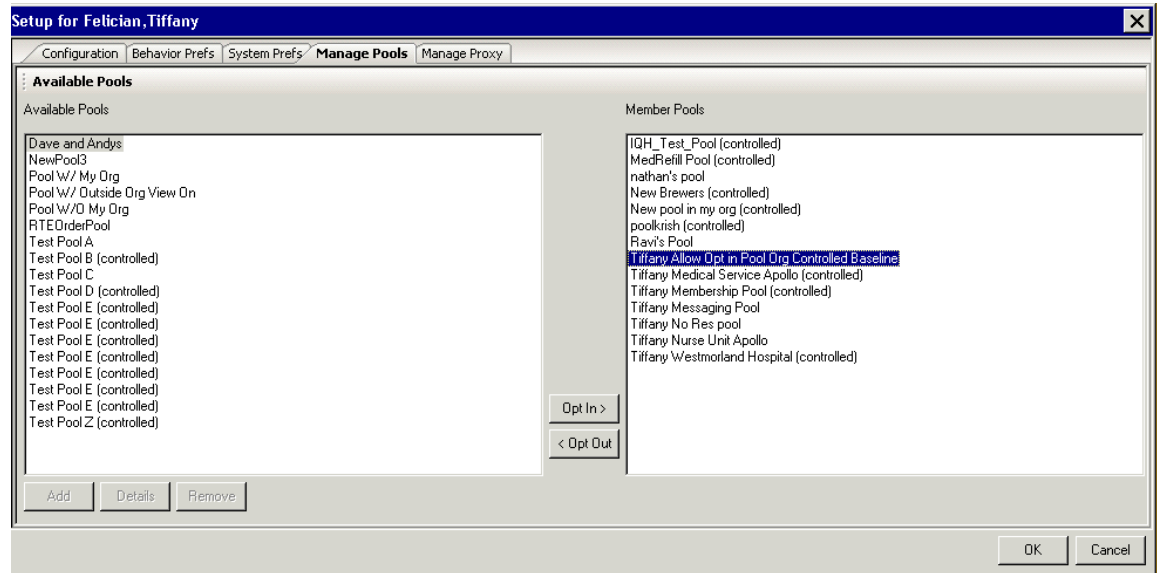 Setup for Felician,Tiffany
Configuration Behavior Prefs System Prefs Manage Pools Manage Proxy
Available Pools
Available Pools
Dave and Andys
NewPool3
Pool W/ My Org
Pool W/ Outside Org View On
Pool W/O My Org
RTEOrderPool
Test Pool A
Test Pool B (controlled)
Test Pool C
Test Pool D (controlled)
Test Pool E (controlled)
Test Pool E (controlled)
Test Pool E (controlled)
Test Pool E (controlled)
Test Pool E (controlled)
Test Pool E (controlled)
Test Pool E (controlled)
Test Pool Z (controlled)
Opt In >
< Opt Out
Member Pools
IQH_Test_Pool (controlled)
MedRefill Pool (controlled)
nathan's pool
New Brewers (controlled)
New pool in my org (controlled)
poolkrish (controlled)
Ravi's Pool
Tiffany Allow Opt in Pool Org Controlled Baseline
Tiffany Medical Service Apollo (controlled)
Tiffany Membership Pool (controlled)
Tiffany Messaging Pool
Tiffany No Res pool
Tiffany Nurse Unit Apollo
Tiffany Westmorland Hospital (controlled)
Add Details Remove
OK Cancel